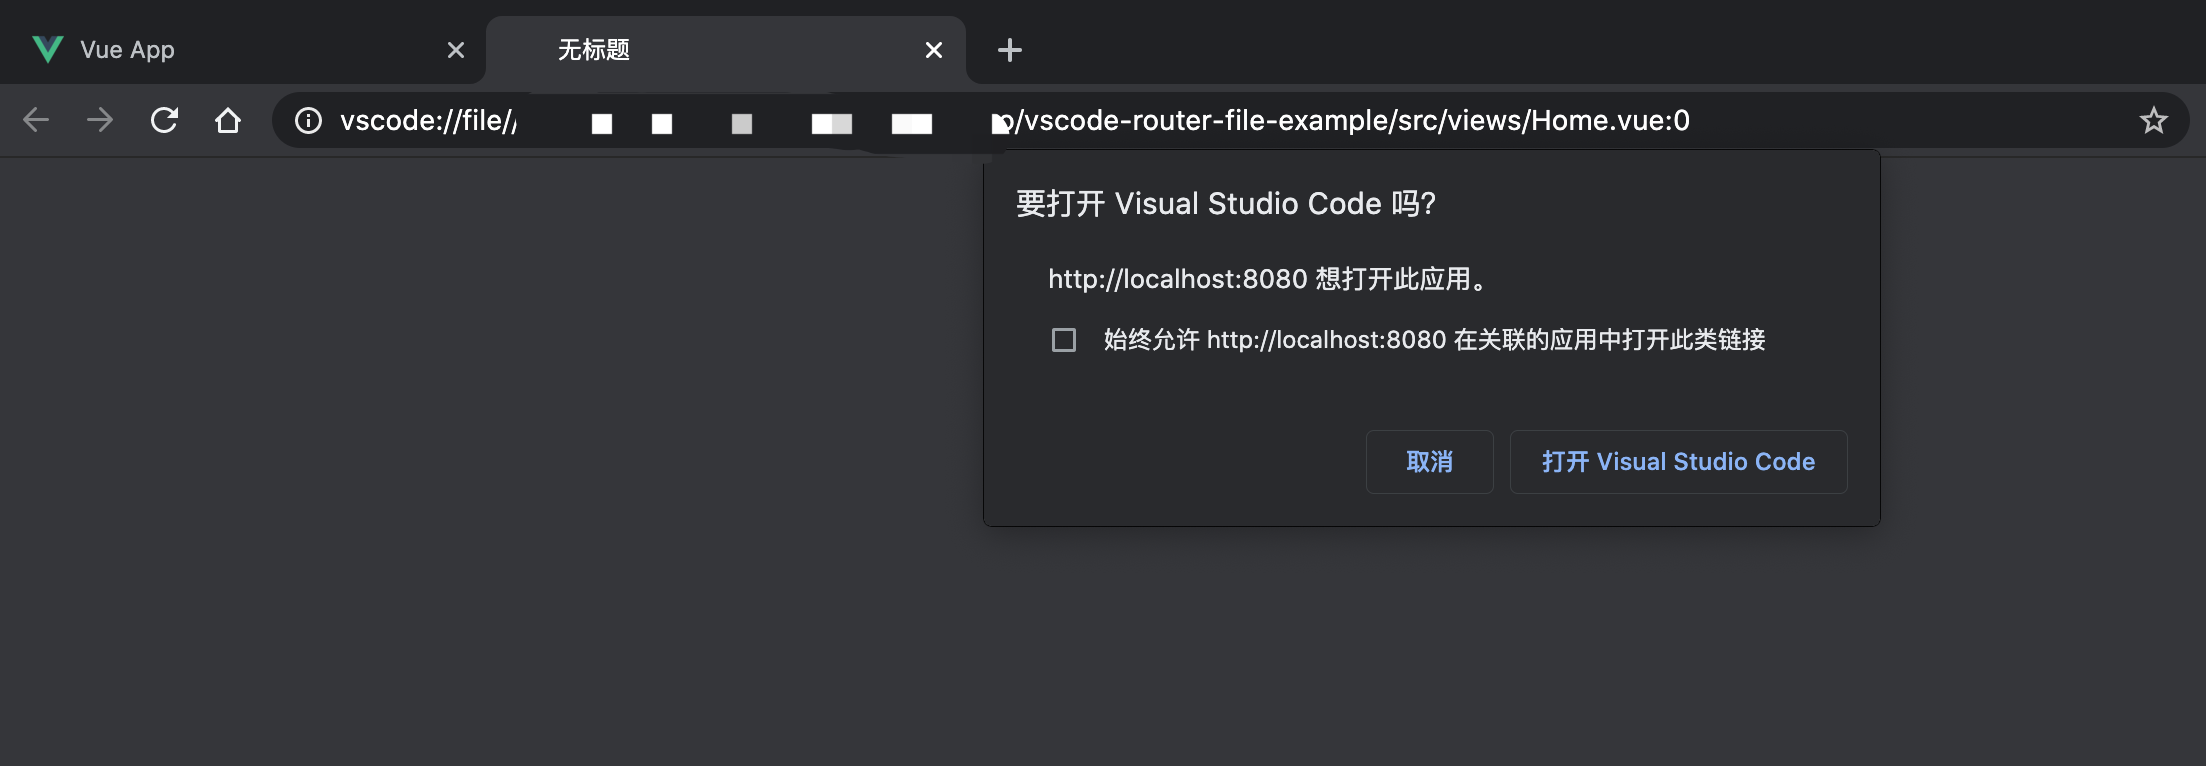 Vue App
无标题
vscode://file/
/vscode-router-file-example/src/views/Home.vue:0
要打开 Visual Studio Code 吗?
http://localhost:8080 想打开此应用。
始终允许 http://localhost:8080 在关联的应用中打开此类链接
取消
打开 Visual Studio Code